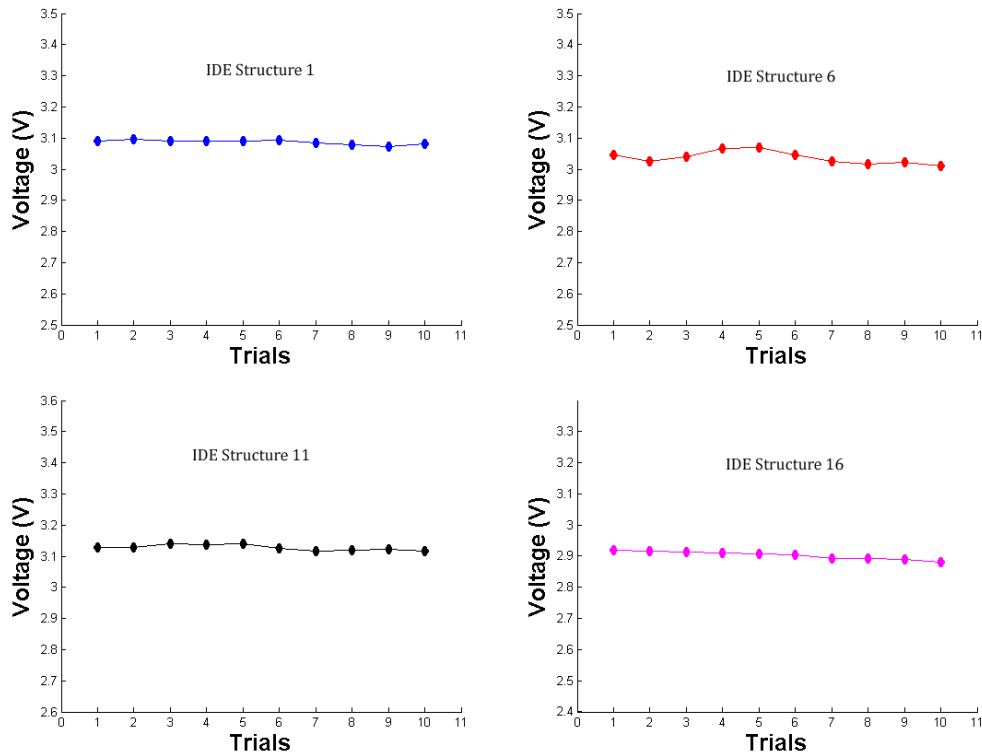 3.5
3.4
3.3
3.2
3.1
3
2.9
2.8
2.7
2.6
2.5
Voltage (V)
IDE Structure 1
0 1 2 3 4 5 6 7 8 9 10 11
Trials
3.5
3.4
3.3
3.2
3.1
3
2.9
2.8
2.7
2.6
2.5
Voltage (V)
IDE Structure 6
0 1 2 3 4 5 6 7 8 9 10 11
Trials
3.6
3.5
3.4
3.3
3.2
3.1
3
2.9
2.8
2.7
2.6
Voltage (V)
IDE Structure 11
0 1 2 3 4 5 6 7 8 9 10 11
Trials
3.3
3.2
3.1
3
2.9
2.8
2.7
2.6
2.5
2.4
Voltage (V)
IDE Structure 16
0 1 2 3 4 5 6 7 8 9 10 11
Trials